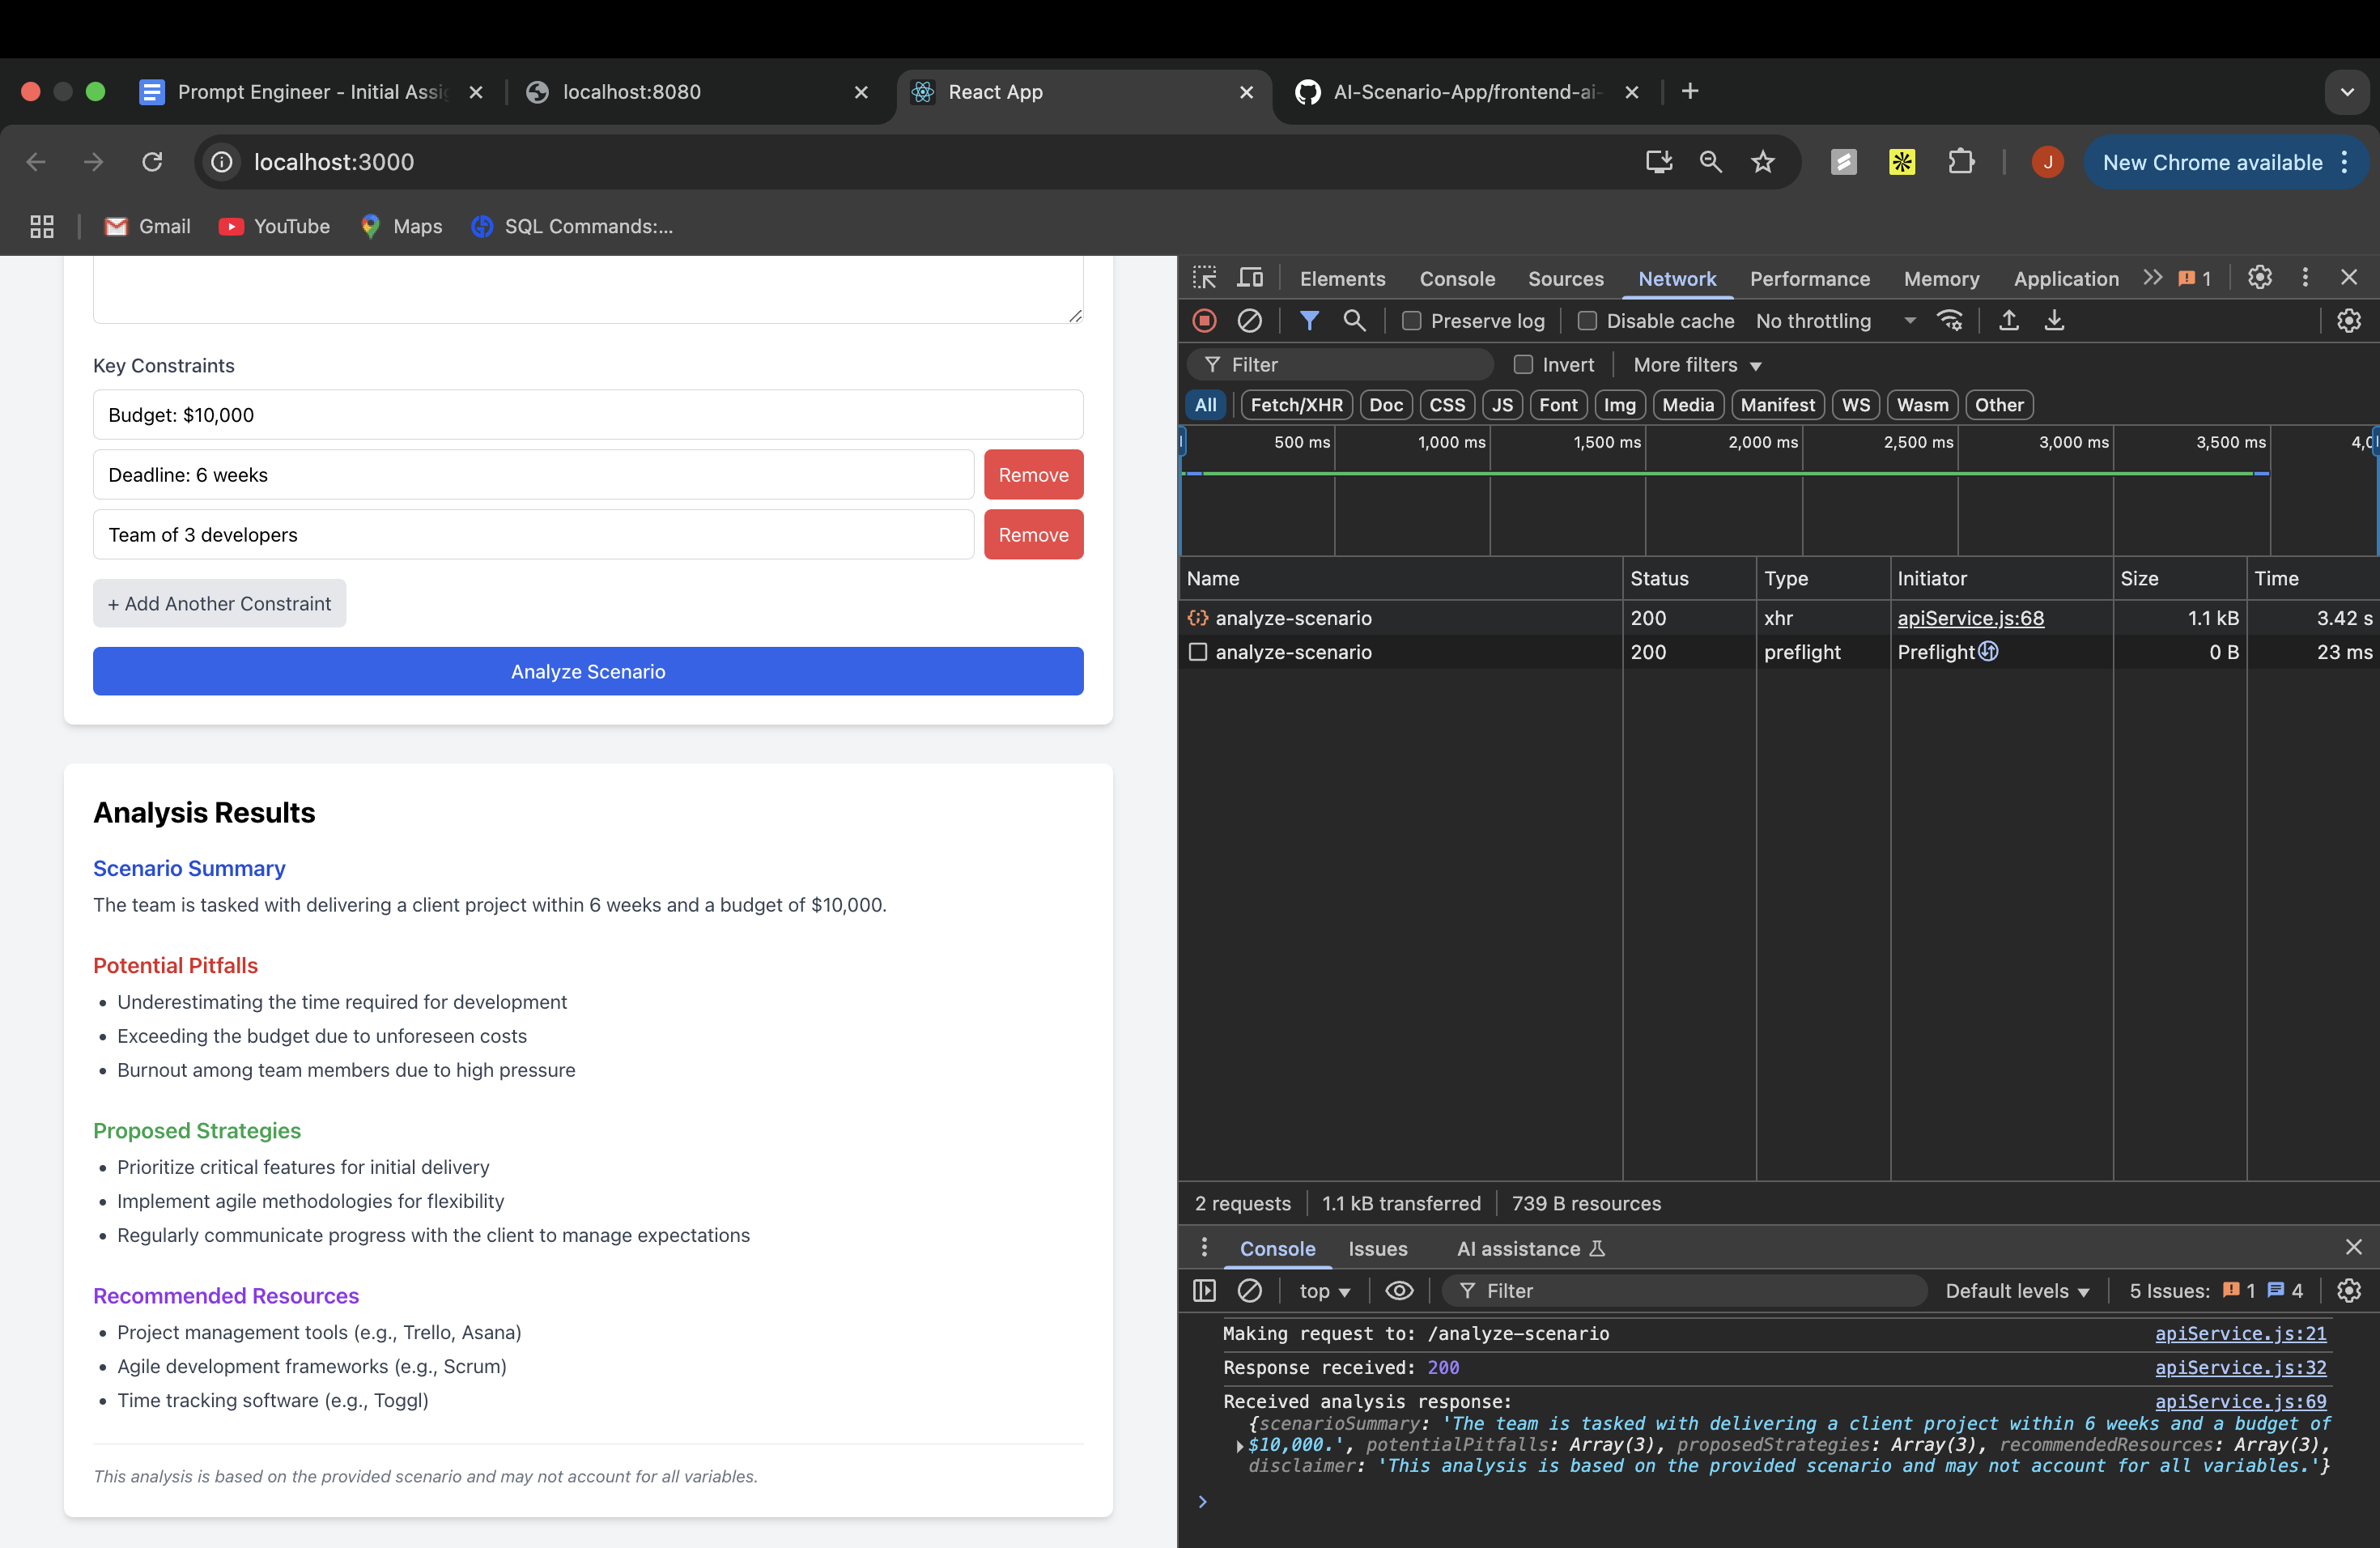 Prompt Engineer - Initial Assig
localhost:8080
React App
AI-Scenario-App/frontend-ai-
localhost:3000
J
New Chrome available
Gmail
YouTube
Maps
SQL Commands:...
Key Constraints
Budget: $10,000
Deadline: 6 weeks
Remove
Team of 3 developers
Remove
+ Add Another Constraint
Analyze Scenario
Analysis Results
Scenario Summary
The team is tasked with delivering a client project within 6 weeks and a budget of $10,000.
Potential Pitfalls
• Underestimating the time required for development
• Exceeding the budget due to unforeseen costs
• Burnout among team members due to high pressure
Proposed Strategies
• Prioritize critical features for initial delivery
• Implement agile methodologies for flexibility
• Regularly communicate progress with the client to manage expectations
Recommended Resources
• Project management tools (e.g., Trello, Asana)
• Agile development frameworks (e.g., Scrum)
• Time tracking software (e.g., Toggl)
This analysis is based on the provided scenario and may not account for all variables.
Elements Console Sources Network Performance Memory Application 1
Preserve log Disable cache No throttling
Filter Invert More filters
All Fetch/XHR Doc CSS JS Font Img Media Manifest WS Wasm Other
500 ms 1,000 ms 1,500 ms 2,000 ms 2,500 ms 3,000 ms 3,500 ms 4,0
Name Status Type Initiator Size Time
analyze-scenario 200 xhr apiService.js:68 1.1 kB 3.42 s
analyze-scenario 200 preflight Preflight 0 B 23 ms
2 requests 1.1 kB transferred 739 B resources
Console Issues AI assistance
top Filter Default levels 5 Issues: 1 4
Making request to: /analyze-scenario apiService.js:21
Response received: 200 apiService.js:32
Received analysis response: apiService.js:69
{scenarioSummary: 'The team is tasked with delivering a client project within 6 weeks and a budget of
$10,000.', potentialPitfalls: Array(3), proposedStrategies: Array(3), recommendedResources: Array(3),
disclaimer: 'This analysis is based on the provided scenario and may not account for all variables.'}